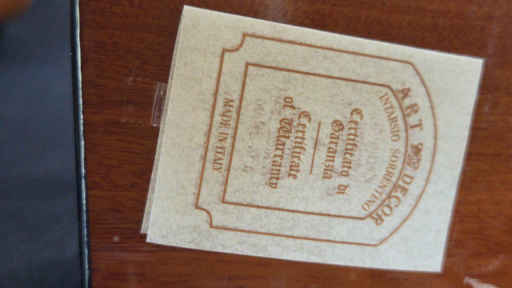 ART DECOR
INTARSIO SORRENTINO
Certificato di
Garanzia
Certificate
of Warranty
MADE IN ITALY